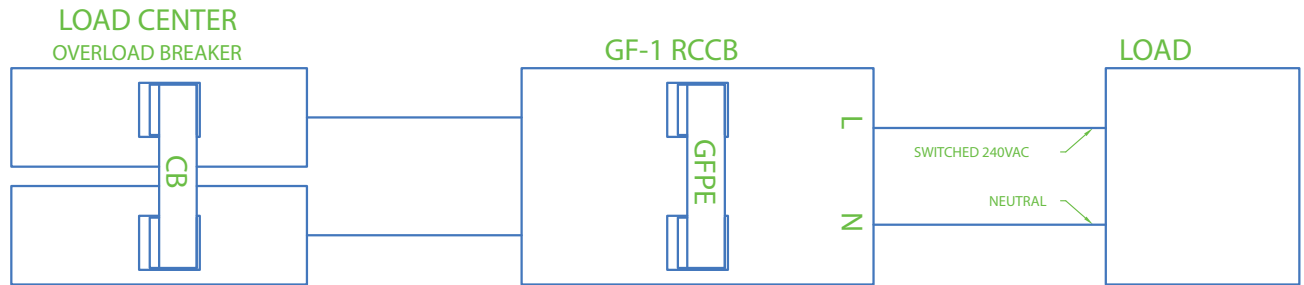 LOAD CENTER
OVERLOAD BREAKER
GF-1 RCCB
LOAD
CB
GFPE
L
SWITCHED 240VAC
NEUTRAL
N